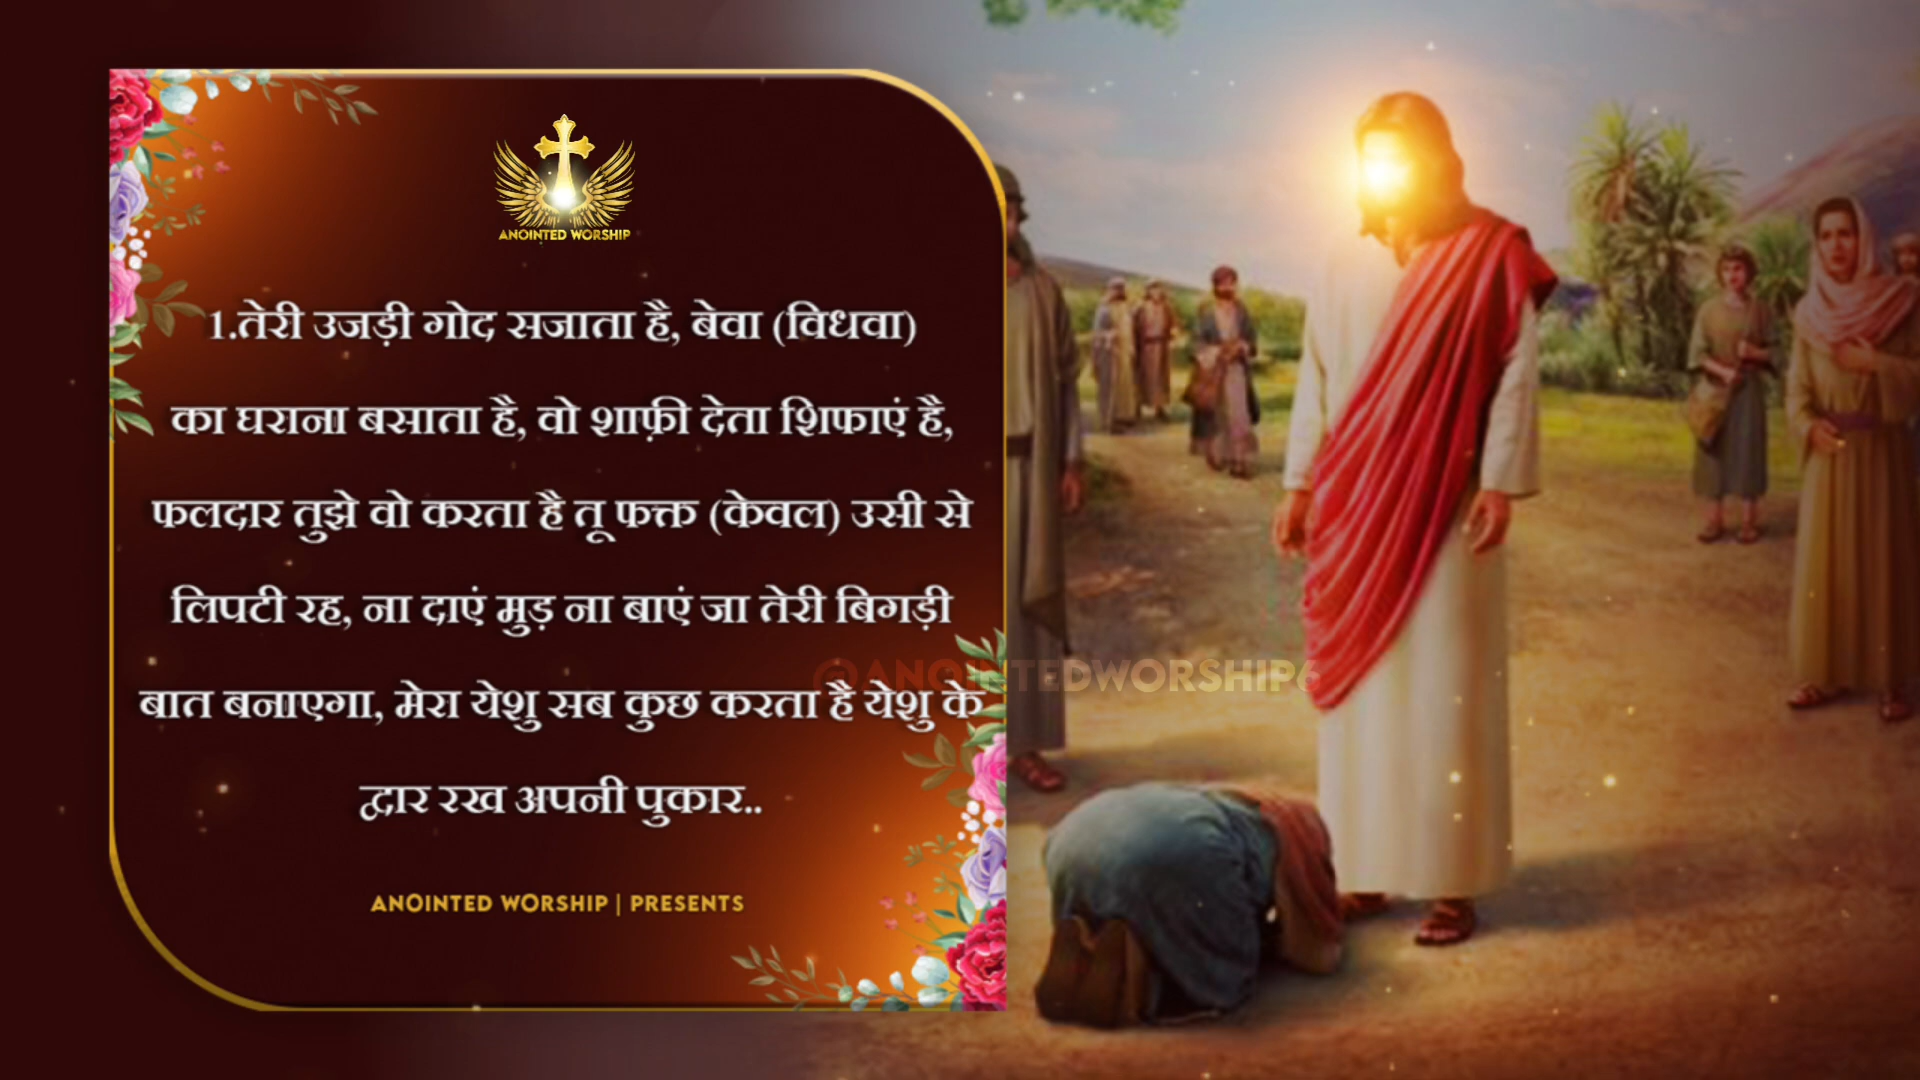 ANOINTED WORSHIP
1.तेरी उजड़ी गोद सजाता है, बेवा (विधवा)
का घराना बसाता है, वो शाफ़ी देता शिफाएं है,
फलदार तुझे वो करता है तू फक्त (केवल) उसी से
लिपटी रह, ना दाएं मुड़ ना बाएं जा तेरी बिगड़ी
बात बनाएगा, मेरा येशु सब कुछ करता है येशु के
द्वार रख अपनी पुकार..
@ANOINTEDWORSHIP6
ANOINTED WORSHIP | PRESENTS